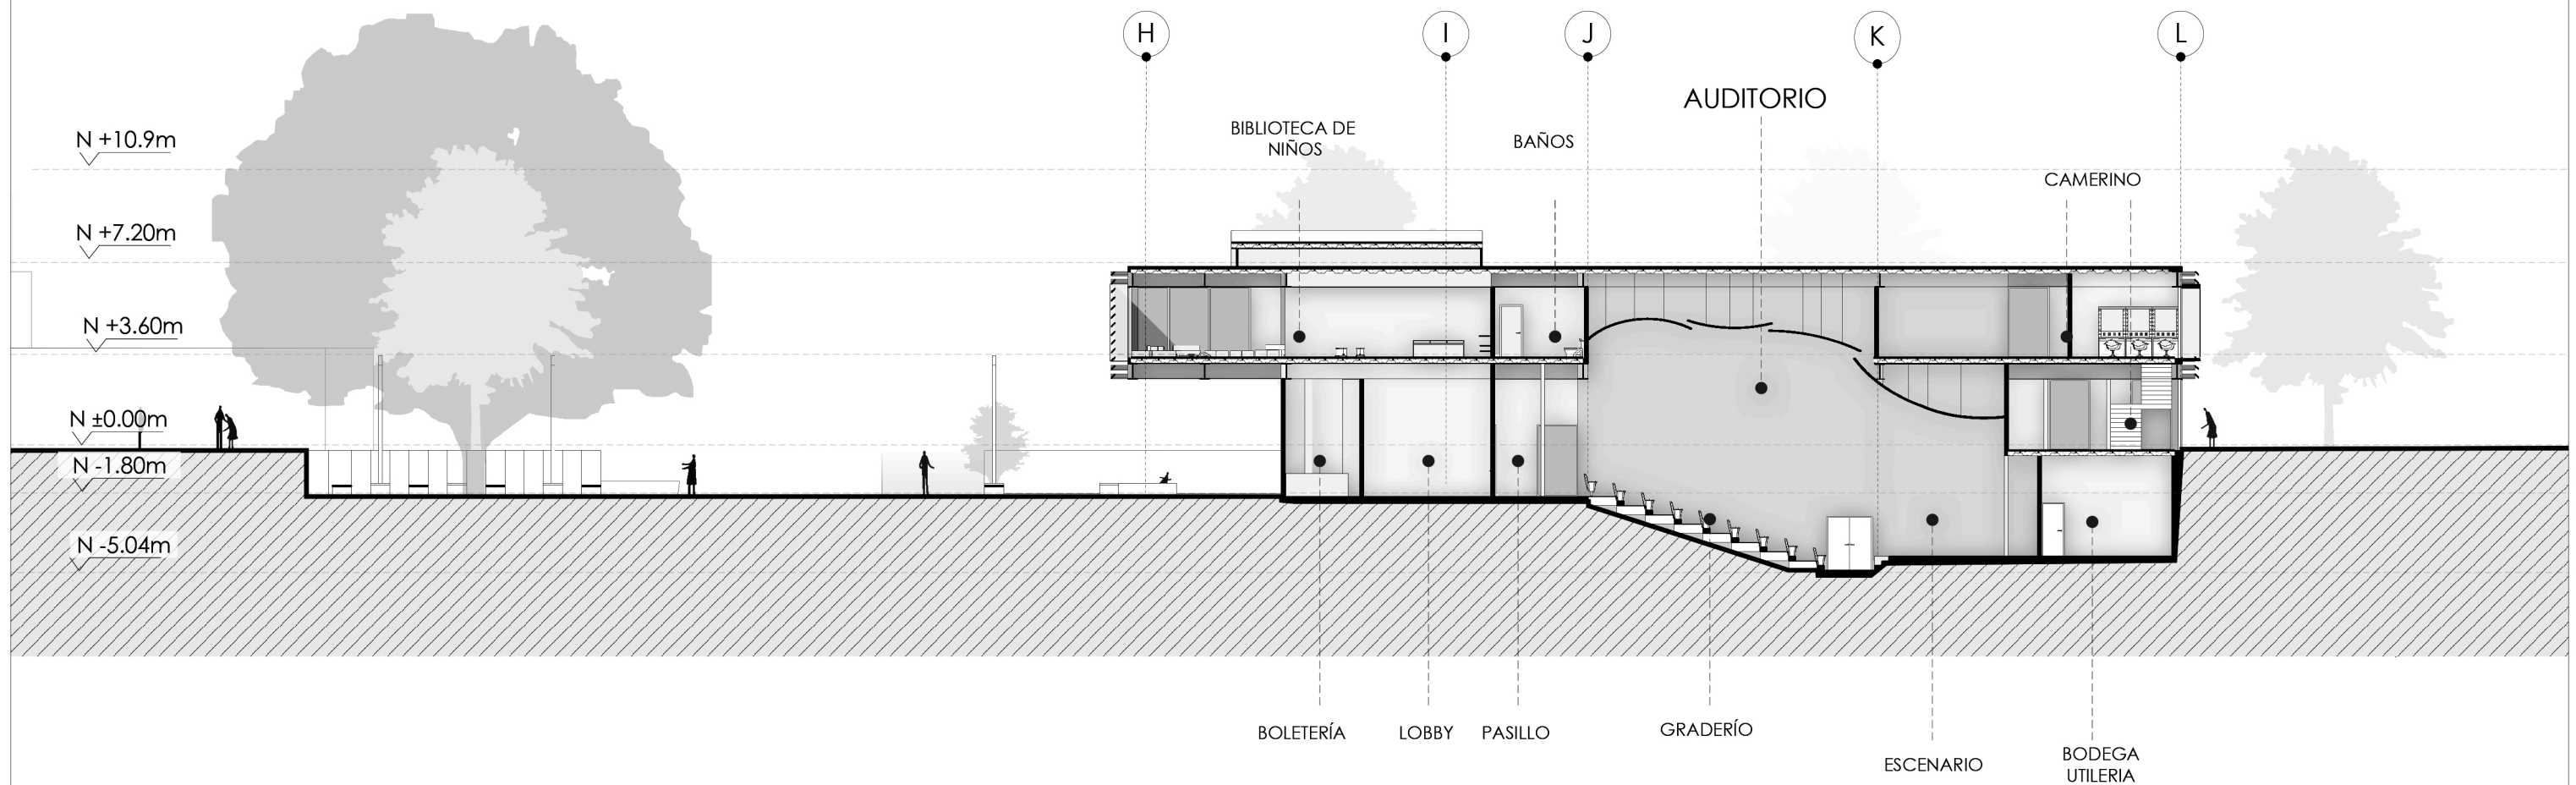 H
I
J
K
L
AUDITORIO
BIBLIOTECA DE
NIÑOS
BAÑOS
CAMERINO
N +10.9m
N +7.20m
N +3.60m
N ±0.00m
N -1.80m
N -5.04m
BOLETERÍA
LOBBY
PASILLO
GRADERÍO
ESCENARIO
BODEGA
UTILERIA